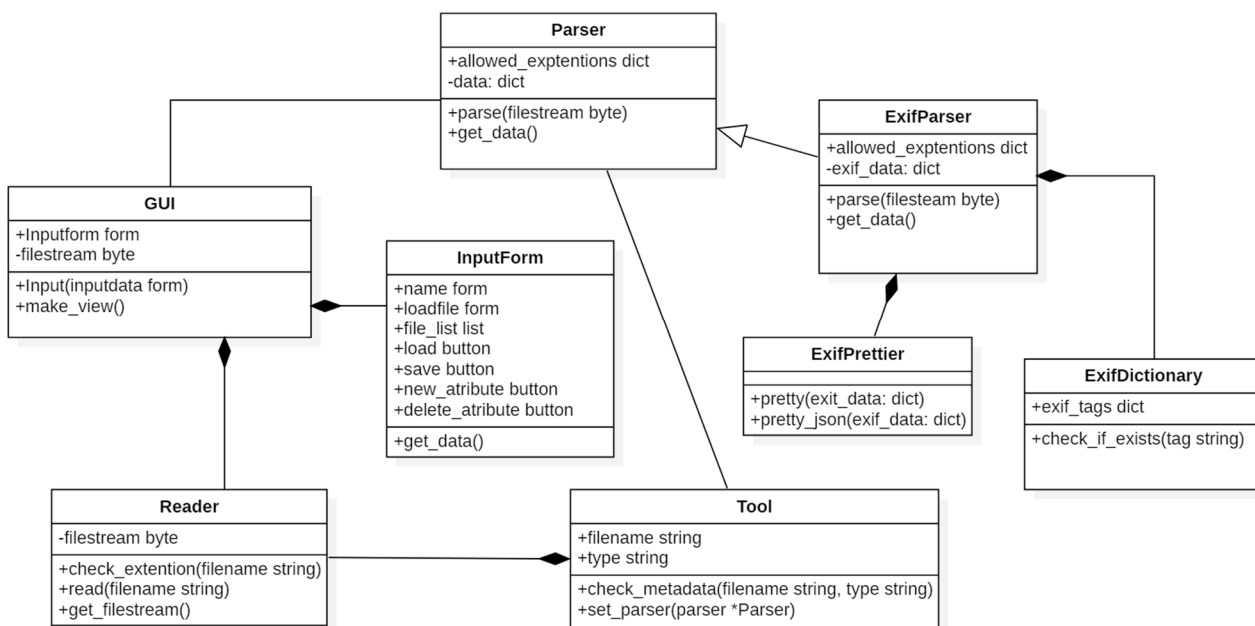 Parser
+allowed_exptentions dict
-data: dict
+parse(filestream byte)
+get_data()
ExifParser
+allowed_exptentions dict
-exif_data: dict
+parse(filesteam byte)
+get_data()
GUI
+Inputform form
-filestream byte
+Input(inputdata form)
+make_view()
InputForm
+name form
+loadfile form
+file_list list
+load button
+save button
+new_atribute button
+delete_atribute button
+get_data()
ExifPrettier
+pretty(exit_data: dict)
+pretty_json(exif_data: dict)
ExifDictionary
+exif_tags dict
+check_if_exists(tag string)
Reader
-filestream byte
+check_extention(filename string)
+read(filename string)
+get_filestream()
Tool
+filename string
+type string
+check_metadata(filename string, type string)
+set_parser(parser *Parser)